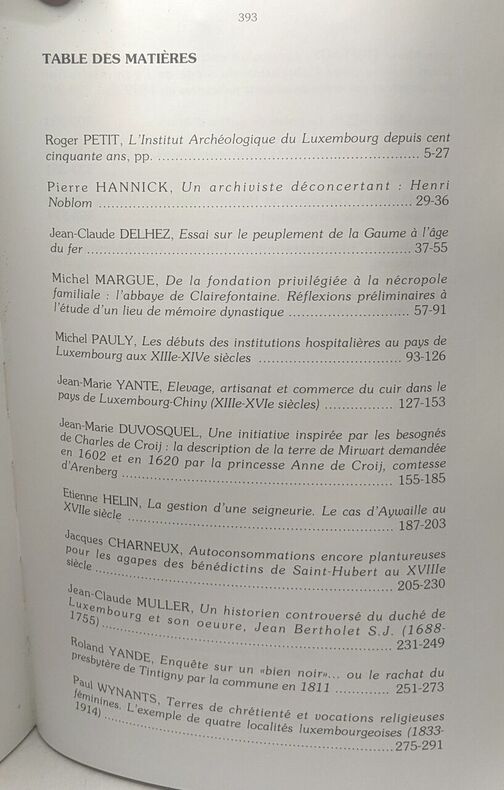 393
TABLE DES MATIÈRES
Roger PETIT, L'Institut Archéologique du Luxembourg depuis cent
cinquante ans, pp. ............................................................ 5-27
Pierre HANNICK, Un archiviste déconcertant : Henri
Noblom ........................................................................ 29-36
Jean-Claude DELHEZ, Essai sur le peuplement de la Gaume à l'âge
du fer ........................................................................... 37-55
Michel MARGUE, De la fondation privilégiée à la nécropole
familiale : l'abbaye de Clairefontaine. Réflexions préliminaires à
l'étude d'un lieu de mémoire dynastique ............................ 57-91
Michel PAULY, Les débuts des institutions hospitalières au pays de
Luxembourg aux XIIIe-XIVe siècles .................................. 93-126
Jean-Marie YANTE, Elevage, artisanat et commerce du cuir dans le
pays de Luxembourg-Chiny (XIIIe-XVIe siècles) ................ 127-153
Jean-Marie DUVOSQUEL, Une initiative inspirée par les besognés
de Charles de Croij : la description de la terre de Mirwart demandée
en 1602 et en 1620 par la princesse Anne de Croij, comtesse
d'Arenberg .................................................................... 155-185
Etienne HELIN, La gestion d'une seigneurie. Le cas d'Aywaille au
XVIIe siècle .................................................................. 187-203
Jacques CHARNEUX, Autoconsommations encore plantureuses
pour les agapes des bénédictins de Saint-Hubert au XVIIIe
siècle ........................................................................... 205-230
Jean-Claude MULLER, Un historien controversé du duché de
Luxembourg et son oeuvre, Jean Bertholet S.J. (1688-
1755) ........................................................................... 231-249
Roland YANDE, Enquête sur un «bien noir»... ou le rachat du
presbytère de Tintigny par la commune en 1811 ............ 251-273
Paul WYNANTS, Terres de chrétienté et vocations religieuses
féminines. L'exemple de quatre localités luxembourgeoises (1833-
1914) ........................................................................... 275-291